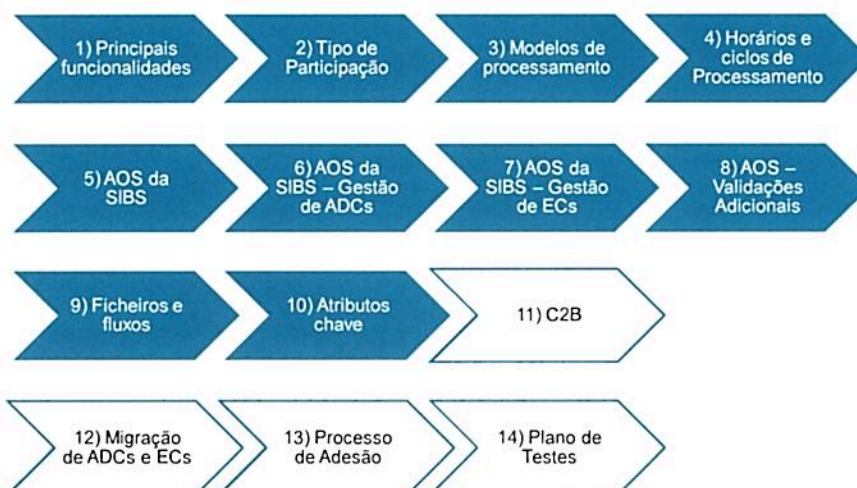 1) Principais
funcionalidades
2) Tipo de
Participação
3) Modelos de
processamento
4) Horários e
ciclos de
Processamento
5) AOS da
SIBS
6) AOS da
SIBS – Gestão
de ADCs
7) AOS da
SIBS – Gestão
de ECs
8) AOS –
Validações
Adicionais
9) Ficheiros e
fluxos
10) Atributos
chave
11) C2B
12) Migração
de ADCs e ECs
13) Processo
de Adesão
14) Plano de
Testes